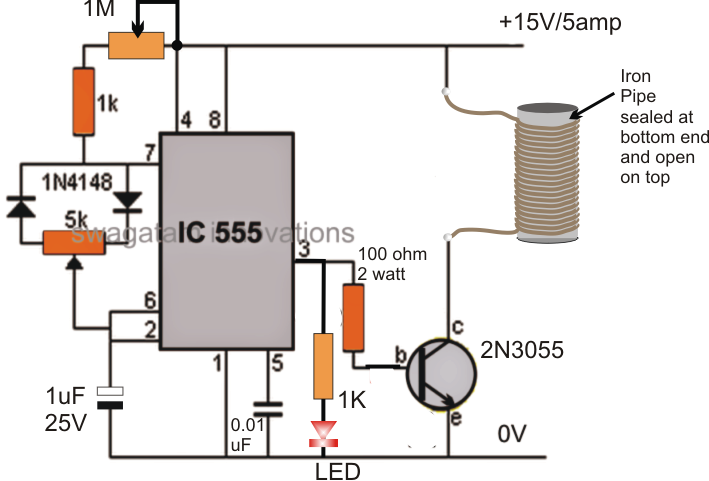 1M
+15V/5amp
Iron
Pipe
sealed at
bottom end
and open
on top
1k
4 8
7
1N4148
5k
swagatam innovations
IC 555
3
100 ohm
2 watt
6
2
c
b
2N3055
1
5
1uF
25V
1K
e
0.01
uF
0V
LED